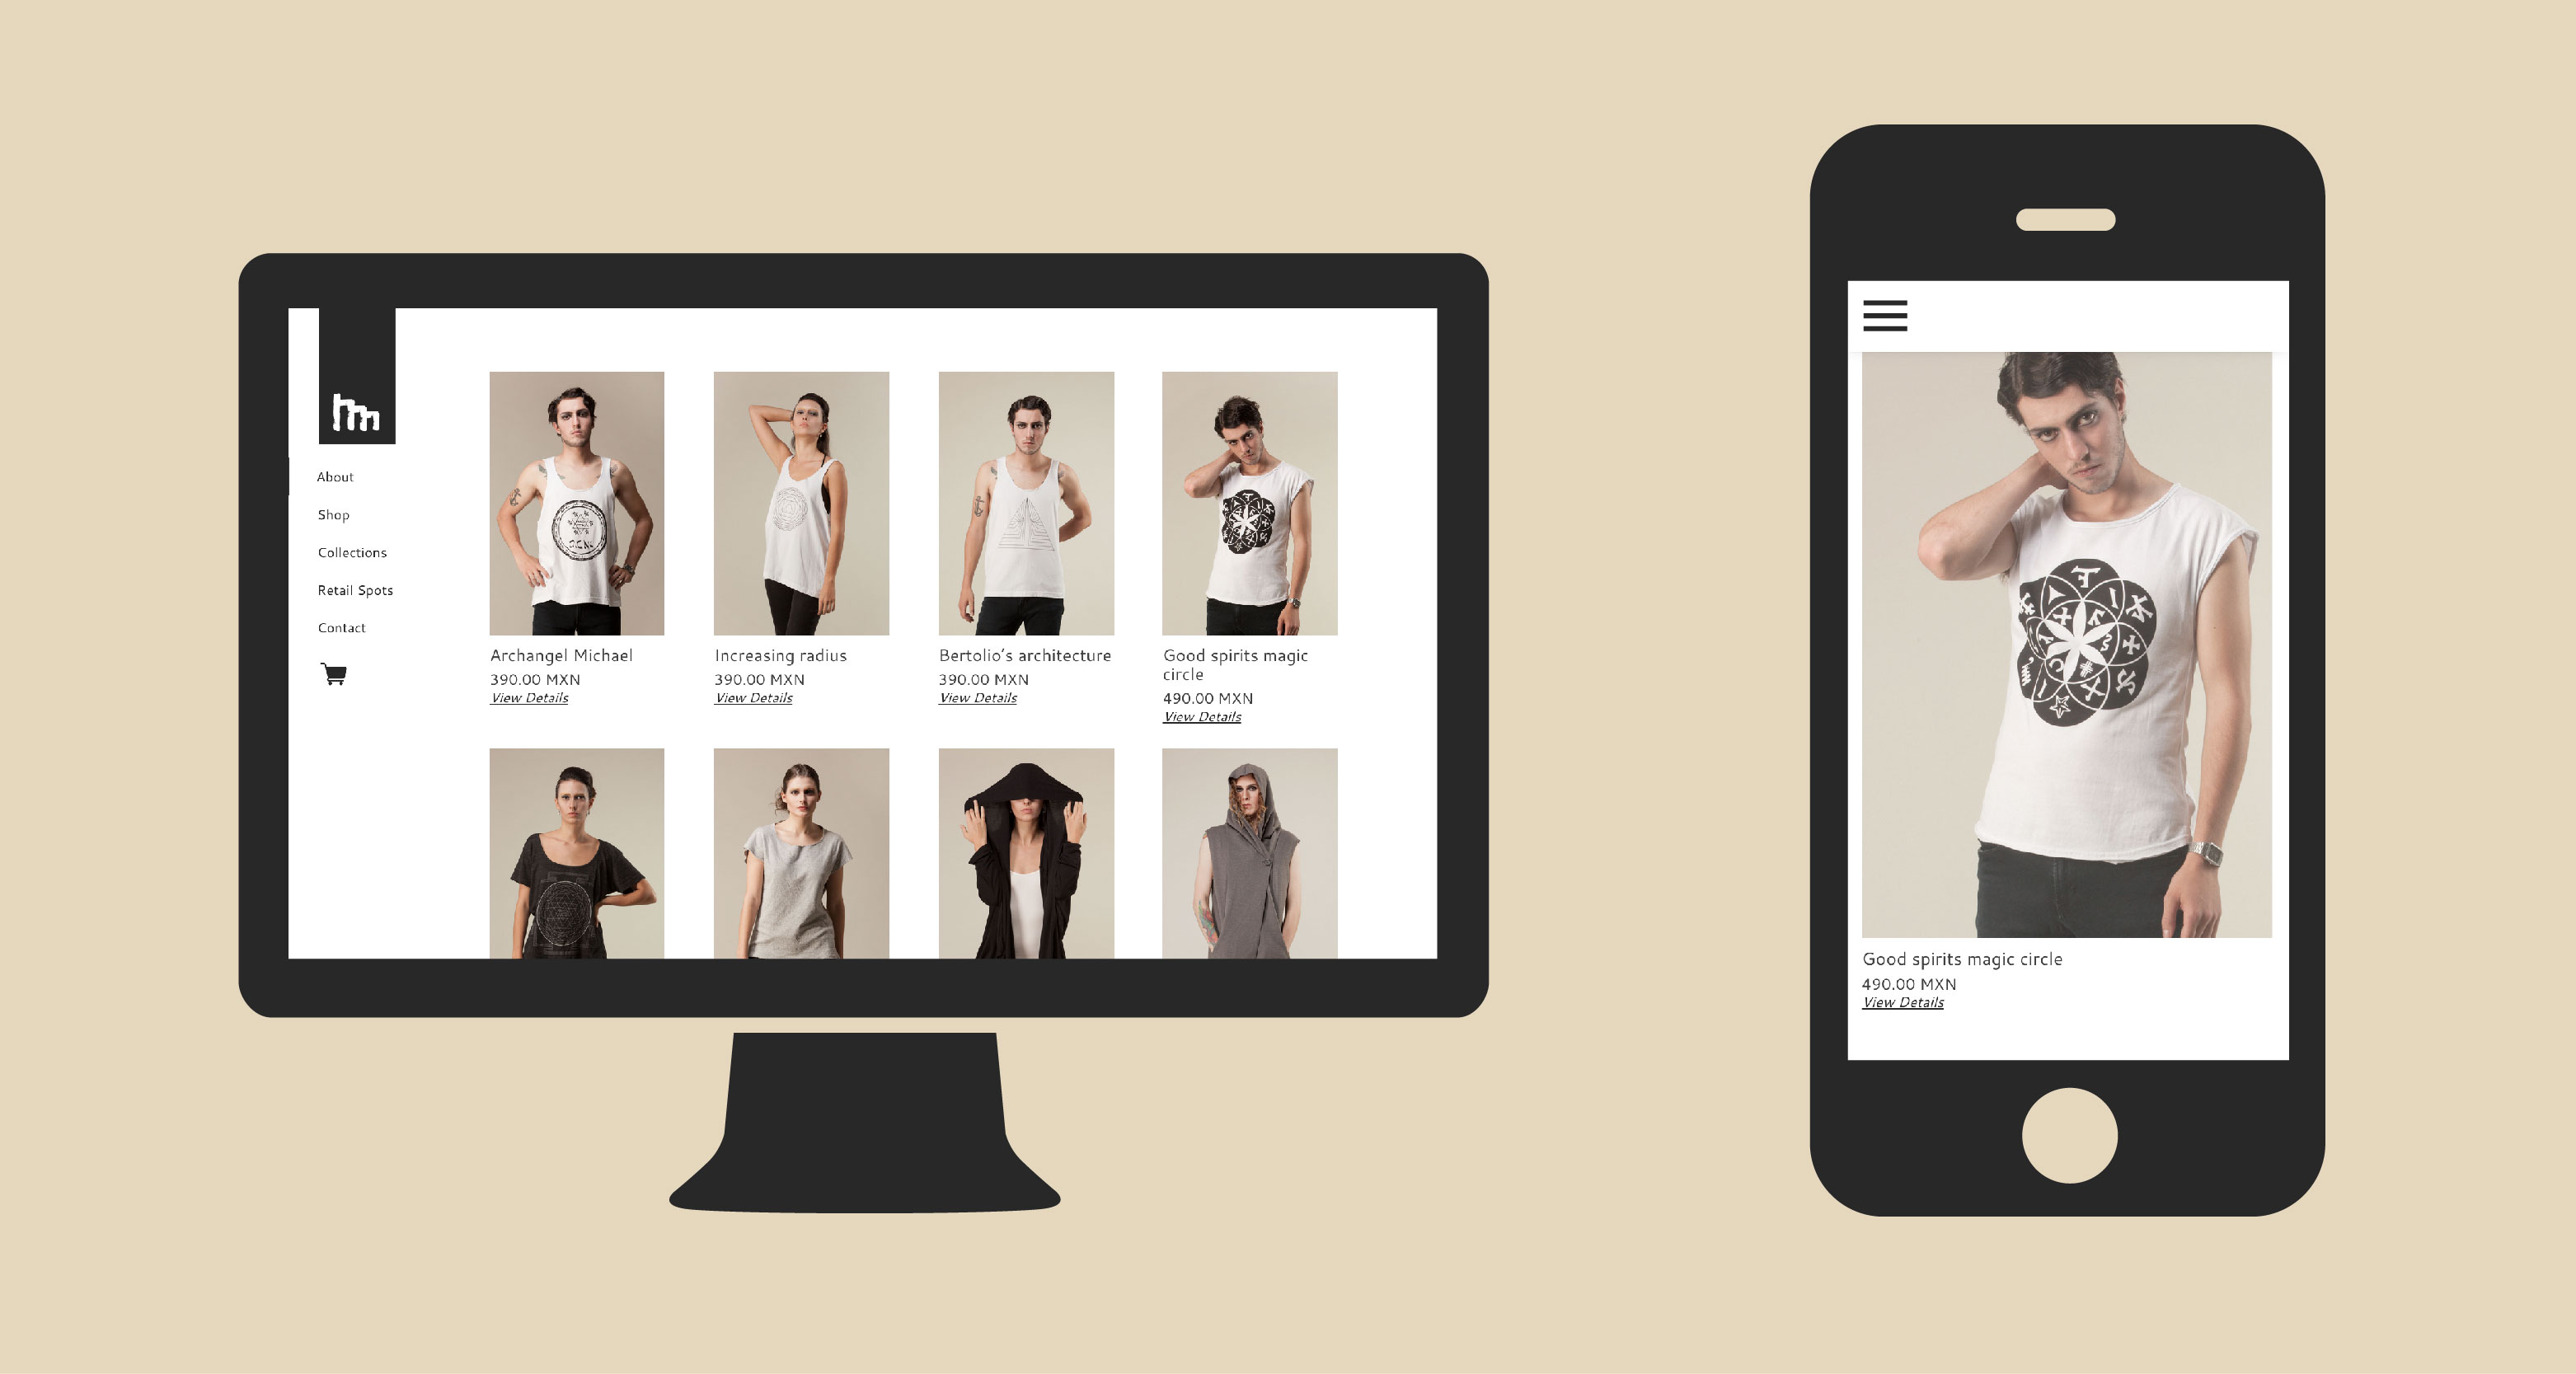 hm
About
Shop
Collections
Retail Spots
Contact
Archangel Michael
390.00 MXN
View Details
Increasing radius
390.00 MXN
View Details
Bertolio's architecture
390.00 MXN
View Details
Good spirits magic
circle
490.00 MXN
View Details
Good spirits magic circle
490.00 MXN
View Details